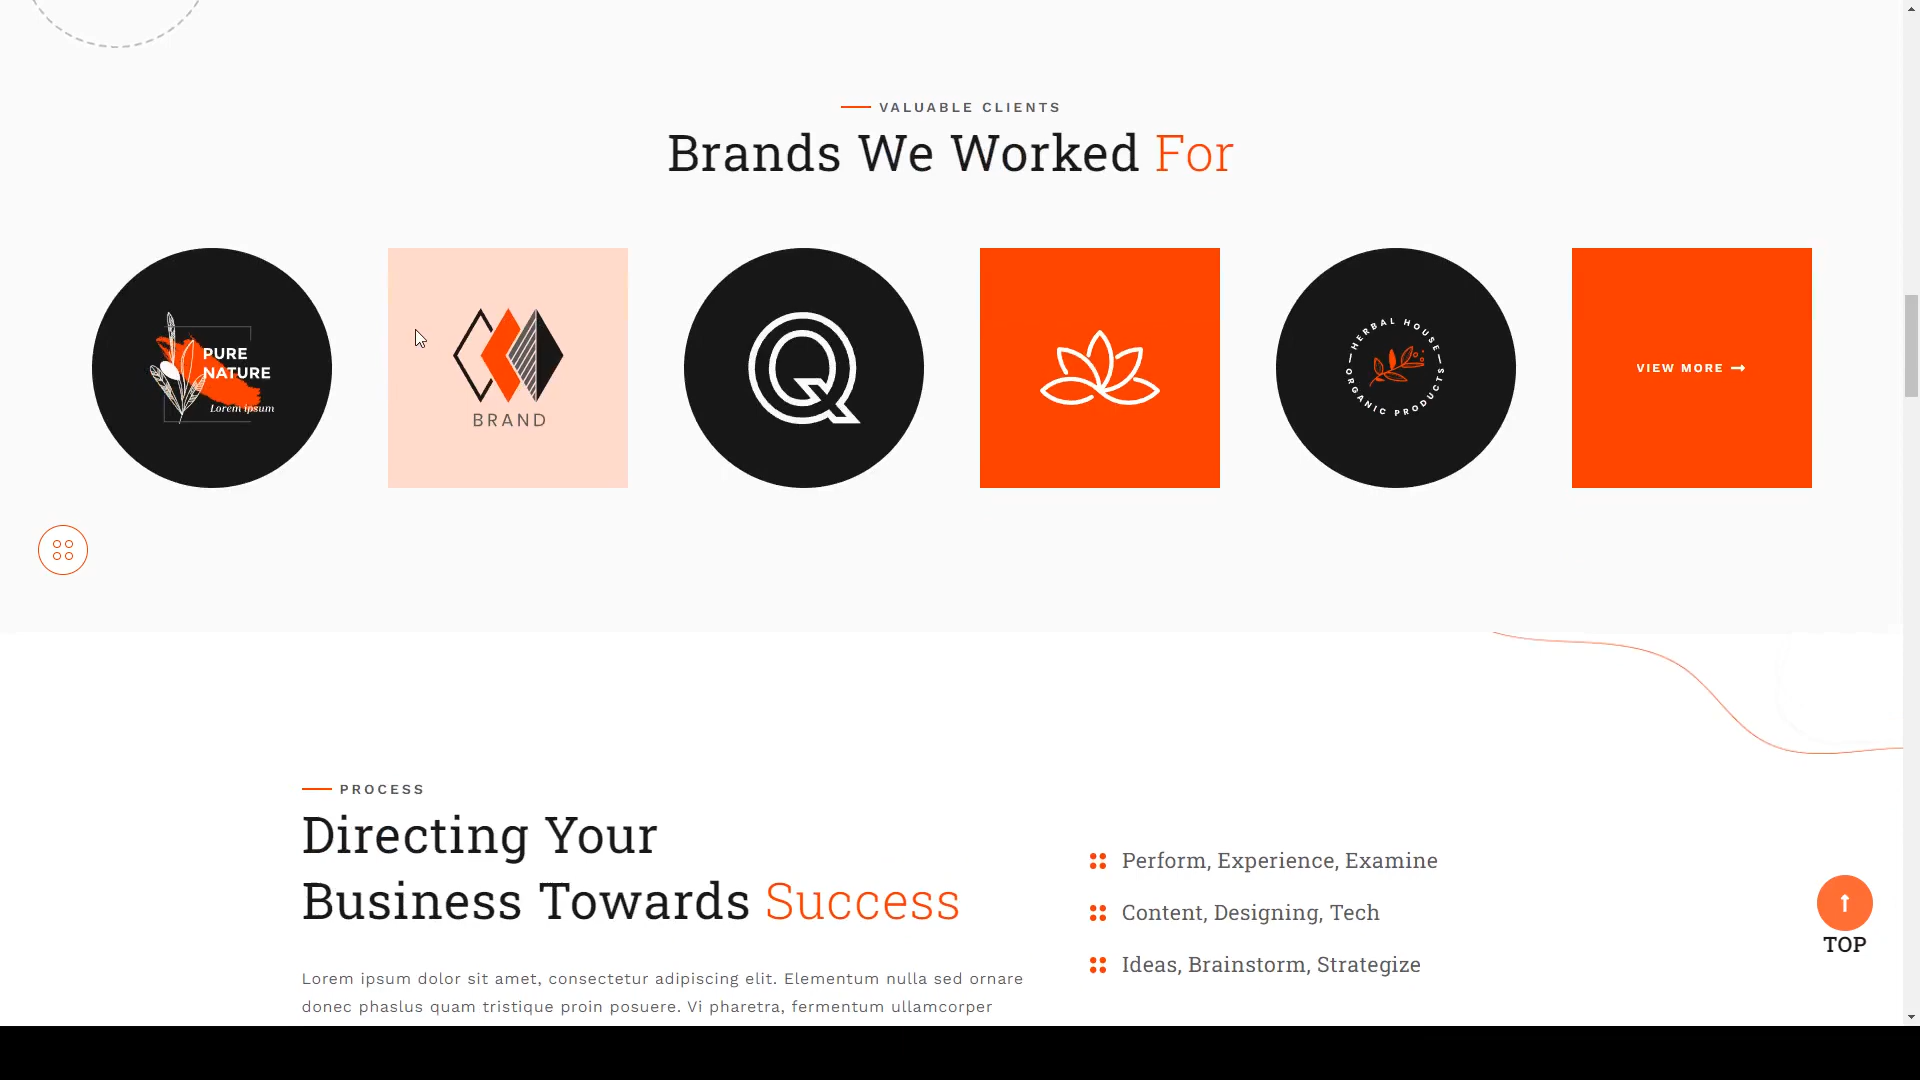 VALUABLE CLIENTS
Brands We Worked For
PURE
NATURE
Lorem ipsum
BRAND
Q
HERBAL HOUSE
ORGANIC PRODUCTS
VIEW MORE
PROCESS
Directing Your
Business Towards Success
Lorem ipsum dolor sit amet, consectetur adipiscing elit. Elementum nulla sed ornare
donec phaslus quam tristique proin posuere. Vi pharetra, fermentum ullamcorper
Perform, Experience, Examine
Content, Designing, Tech
Ideas, Brainstorm, Strategize
TOP